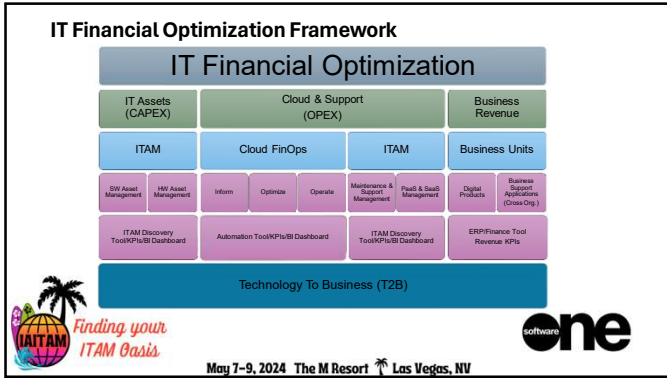 IT Financial Optimization Framework
IT Financial Optimization
IT Assets
(CAPEX)
Cloud & Support
(OPEX)
Business
Revenue
ITAM
Cloud FinOps
ITAM
Business Units
SW Asset
Management
HW Asset
Management
Inform
Optimize
Operate
Maintenance &
Support
Management
PaaS & SaaS
Management
Digital
Products
Business
Support
Applications
(Cross Org.)
ITAM Discovery
Tool/KPIs/BI Dashboard
Automation Tool/KPIs/BI Dashboard
ITAM Discovery
Tool/KPIs/BI Dashboard
ERP/Finance Tool
Revenue KPIs
Technology To Business (T2B)
IAITAM
Finding your
ITAM Oasis
software one
May 7-9, 2024 The M Resort Las Vegas, NV